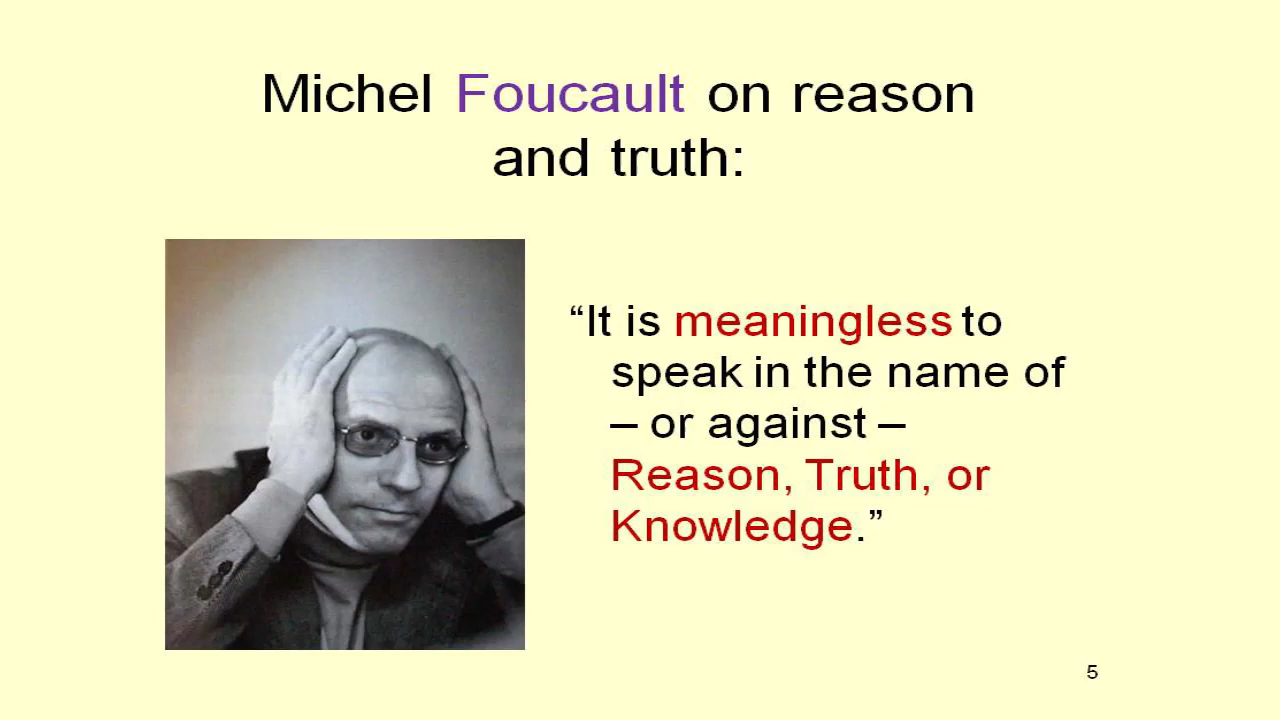 Michel Foucault on reason
and truth:
“It is meaningless to
speak in the name of
– or against –
Reason, Truth, or
Knowledge.”
5